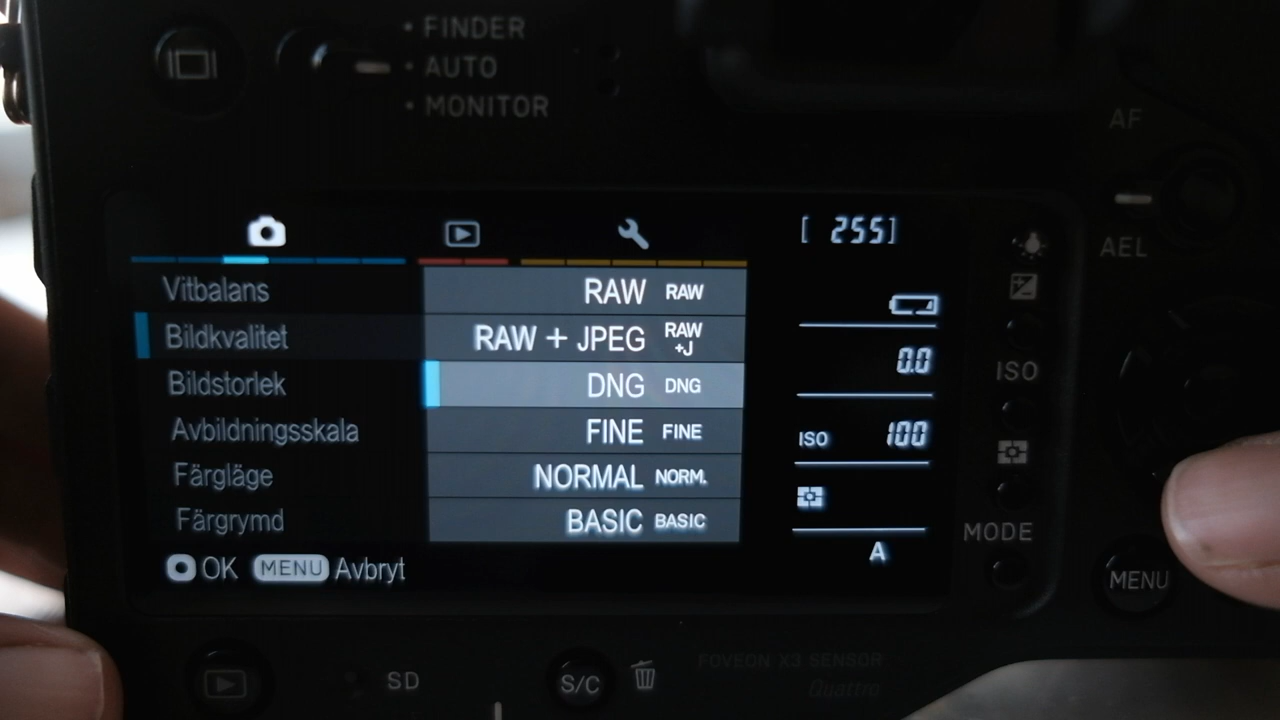 • FINDER
• AUTO
• MONITOR
AF
AEL
[ 255]
Vitbalans RAW RAW
Bildkvalitet RAW + JPEG RAW +J
Bildstorlek DNG DNG
Avbildningsskala FINE FINE
Färgläge NORMAL NORM.
Färgrymd BASIC BASIC
OK MENU Avbryt
0.0
ISO 100
A
ISO
MODE
MENU
SD
S/C
FOVEON X3 SENSOR
Quattro